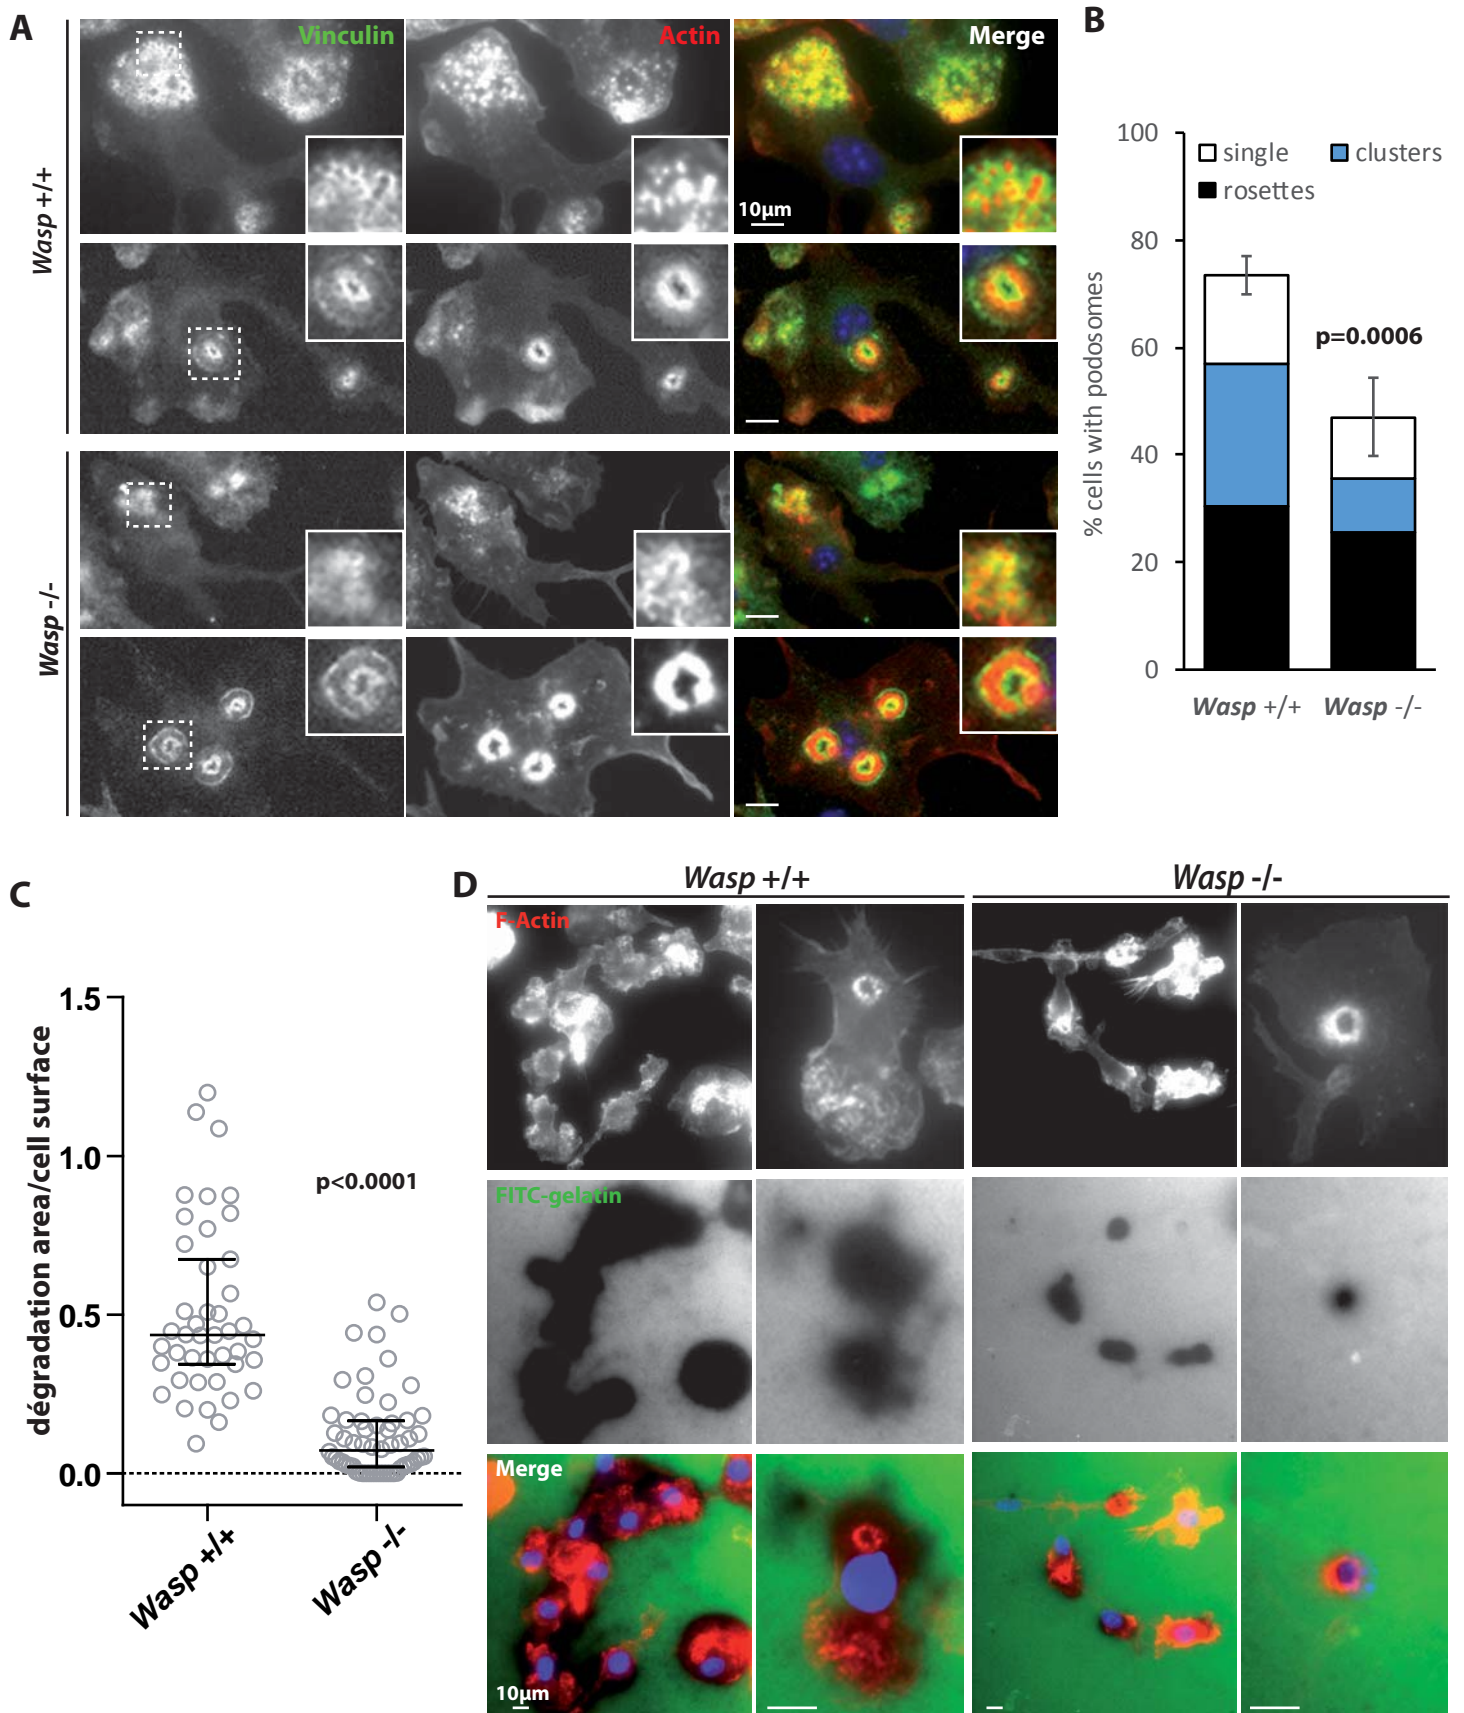 A
Vinculin
Actin
Merge
Wasp +/+
10µm
Wasp -/-
B
100
80
60
40
20
0
% cells with podosomes
single
clusters
rosettes
p=0.0006
Wasp +/+
Wasp -/-
C
1.5
1.0
0.5
0.0
dégradation area/cell surface
p<0.0001
Wasp +/+
Wasp -/-
D
Wasp +/+
Wasp -/-
F-Actin
FITC-gelatin
Merge
10µm